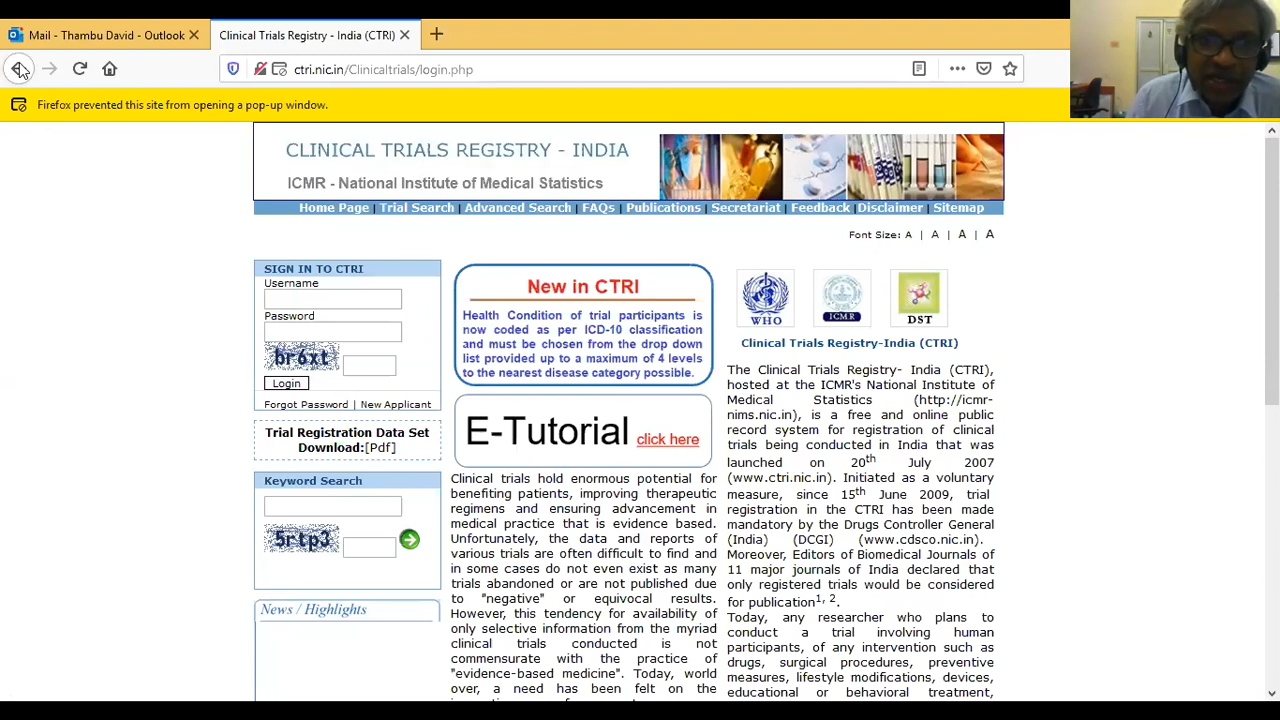 Mail - Thambu David - Outlook
Clinical Trials Registry - India (CTRI)
ctri.nic.in/Clinicaltrials/login.php
Firefox prevented this site from opening a pop-up window.
CLINICAL TRIALS REGISTRY - INDIA
ICMR - National Institute of Medical Statistics
Home Page | Trial Search | Advanced Search | FAQs | Publications | Secretariat | Feedback | Disclaimer | Sitemap
Font Size: A | A | A | A
SIGN IN TO CTRI
Username
Password
br6xt
Login
Forgot Password | New Applicant
Trial Registration Data Set
Download:[Pdf]
Keyword Search
5rtp3
News / Highlights
New in CTRI
Health Condition of trial participants is
now coded as per ICD-10 classification
and must be chosen from the drop down
list provided up to a maximum of 4 levels
to the nearest disease category possible.
E-Tutorial click here
Clinical trials hold enormous potential for
benefiting patients, improving therapeutic
regimens and ensuring advancement in
medical practice that is evidence based.
Unfortunately, the data and reports of
various trials are often difficult to find and
in some cases do not even exist as many
trials abandoned or are not published due
to "negative" or equivocal results.
However, this tendency for availability of
only selective information from the myriad
clinical trials conducted is not
commensurate with the practice of
"evidence-based medicine". Today, world
over, a need has been felt on the
WHO
ICMR
DST
Clinical Trials Registry-India (CTRI)
The Clinical Trials Registry- India (CTRI),
hosted at the ICMR's National Institute of
Medical Statistics (http://icmr-
nims.nic.in), is a free and online public
record system for registration of clinical
trials being conducted in India that was
launched on 20th July 2007
(www.ctri.nic.in). Initiated as a voluntary
measure, since 15th June 2009, trial
registration in the CTRI has been made
mandatory by the Drugs Controller General
(India) (DCGI) (www.cdsco.nic.in).
Moreover, Editors of Biomedical Journals of
11 major journals of India declared that
only registered trials would be considered
for publication1, 2.
Today, any researcher who plans to
conduct a trial involving human
participants, of any intervention such as
drugs, surgical procedures, preventive
measures, lifestyle modifications, devices,
educational or behavioral treatment,